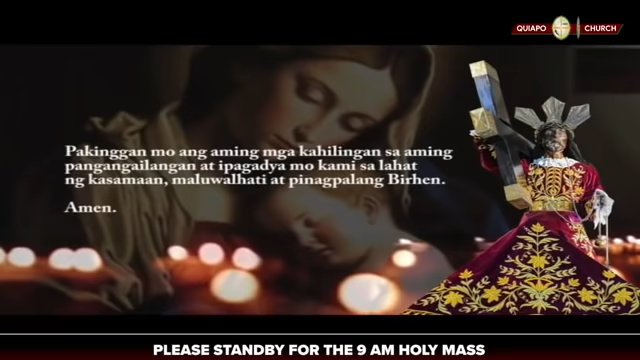 QUIAPO CHURCH
Pakinggan mo ang aming mga kahilingan sa aming
pangangailangan at ipagadya mo kami sa lahat
ng kasamaan, maluwalhati at pinagpalang Birhen.
Amen.
PLEASE STANDBY FOR THE 9 AM HOLY MASS